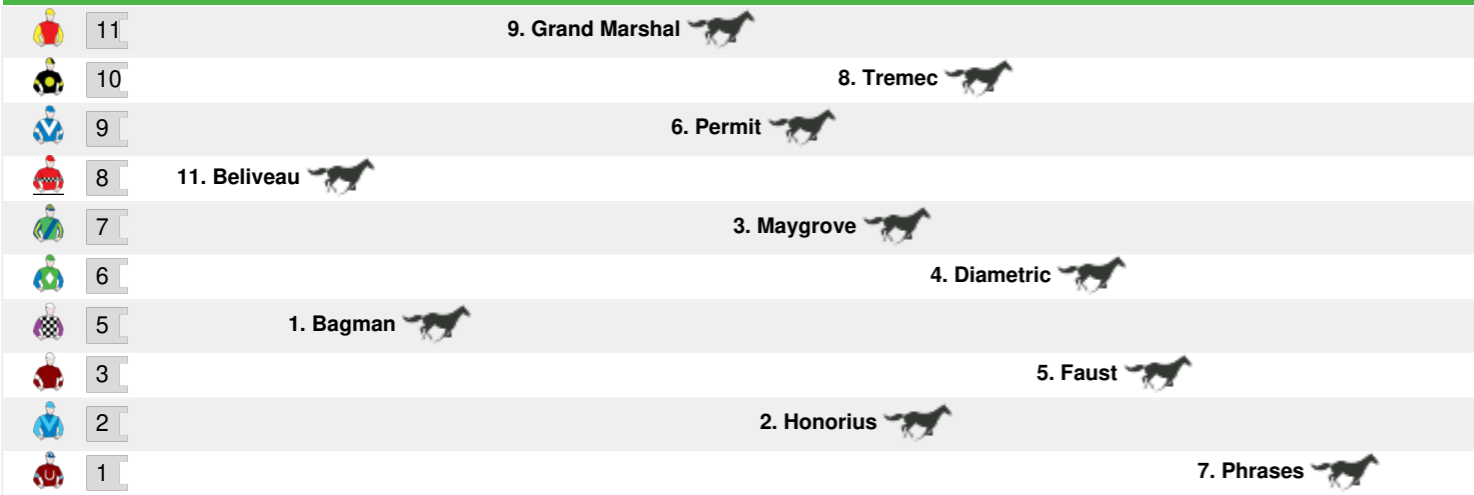 11 9. Grand Marshal
10 8. Tremec
9 6. Permit
8 11. Beliveau
7 3. Maygrove
6 4. Diametric
5 1. Bagman
3 5. Faust
2 2. Honorius
1 7. Phrases